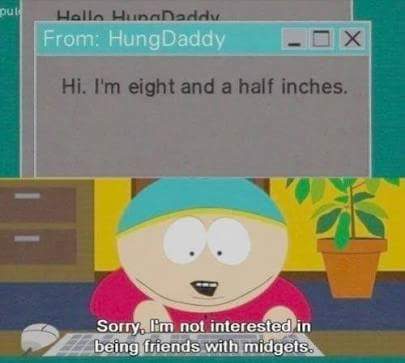 Hello HungDaddy
From: HungDaddy
Hi. I'm eight and a half inches.
Sorry, I'm not interested in
being friends with midgets.